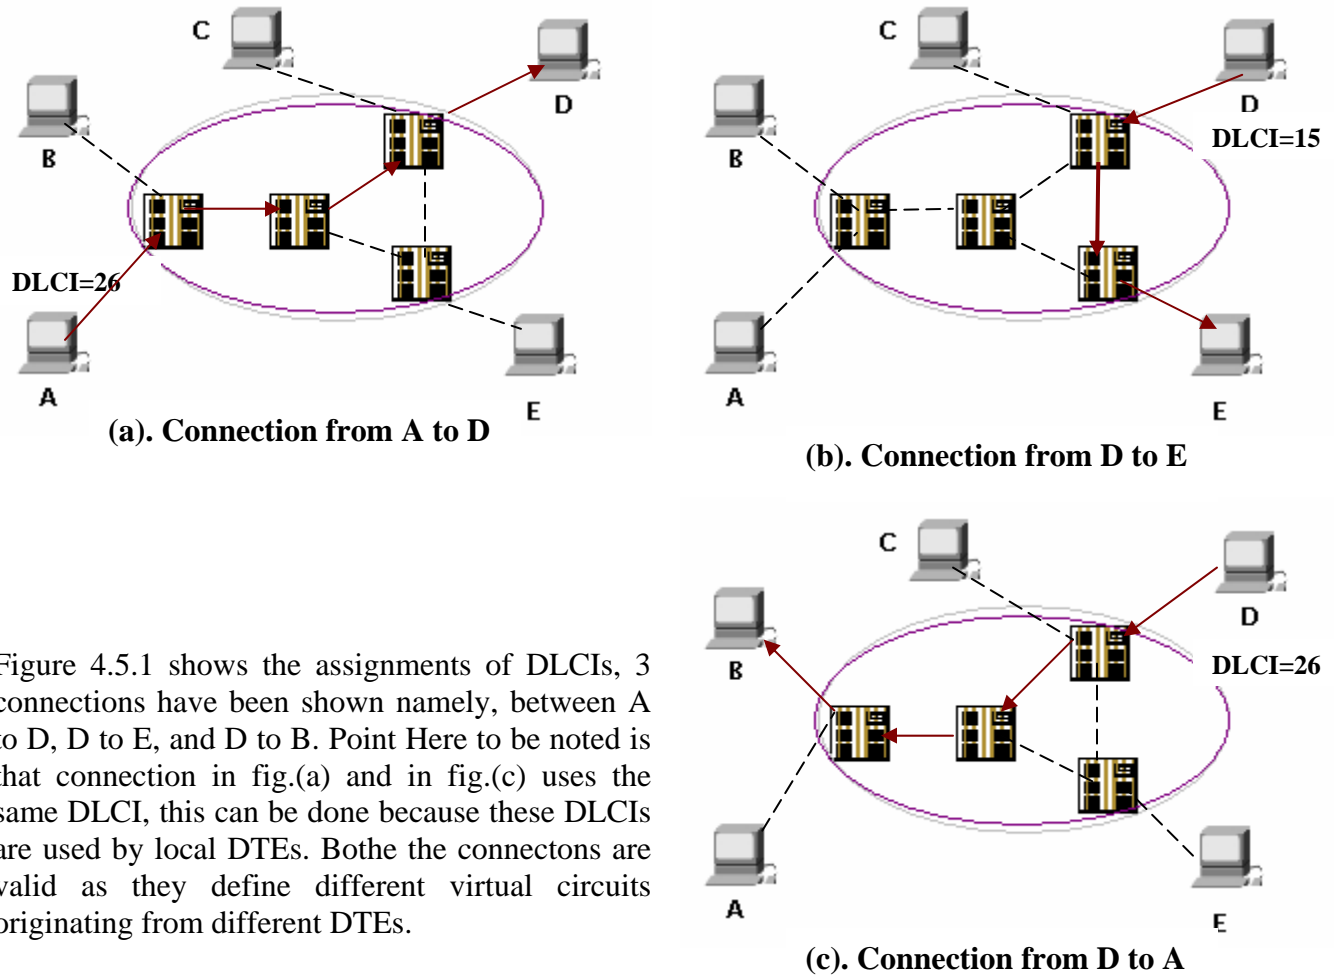 C
D
B
DLCI=26
A
E
(a). Connection from A to D
C
D
DLCI=15
B
A
E
(b). Connection from D to E
Figure 4.5.1 shows the assignments of DLCIs, 3
connections have been shown namely, between A
to D, D to E, and D to B. Point Here to be noted is
that connection in fig.(a) and in fig.(c) uses the
same DLCI, this can be done because these DLCIs
are used by local DTEs. Bothe the connectons are
valid as they define different virtual circuits
originating from different DTEs.
C
D
B
DLCI=26
A
E
(c). Connection from D to A